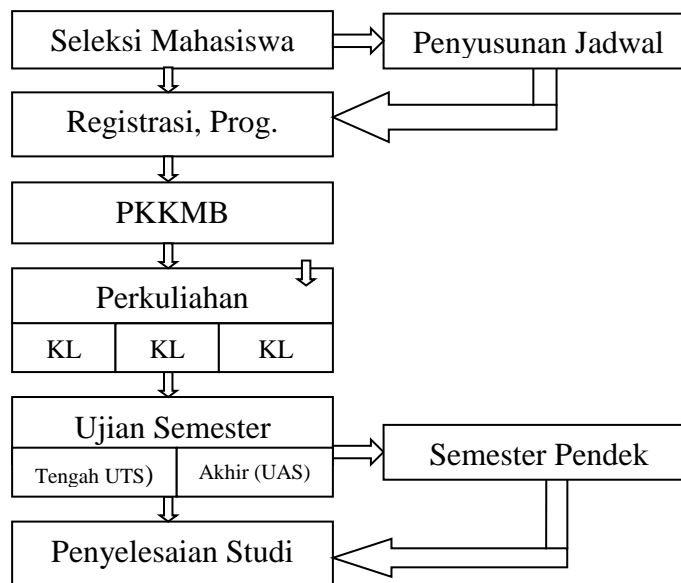 Seleksi Mahasiswa
Penyusunan Jadwal
Registrasi, Prog.
PKKMB
Perkuliahan
KL KL KL
Ujian Semester
Tengah UTS) Akhir (UAS)
Semester Pendek
Penyelesaian Studi